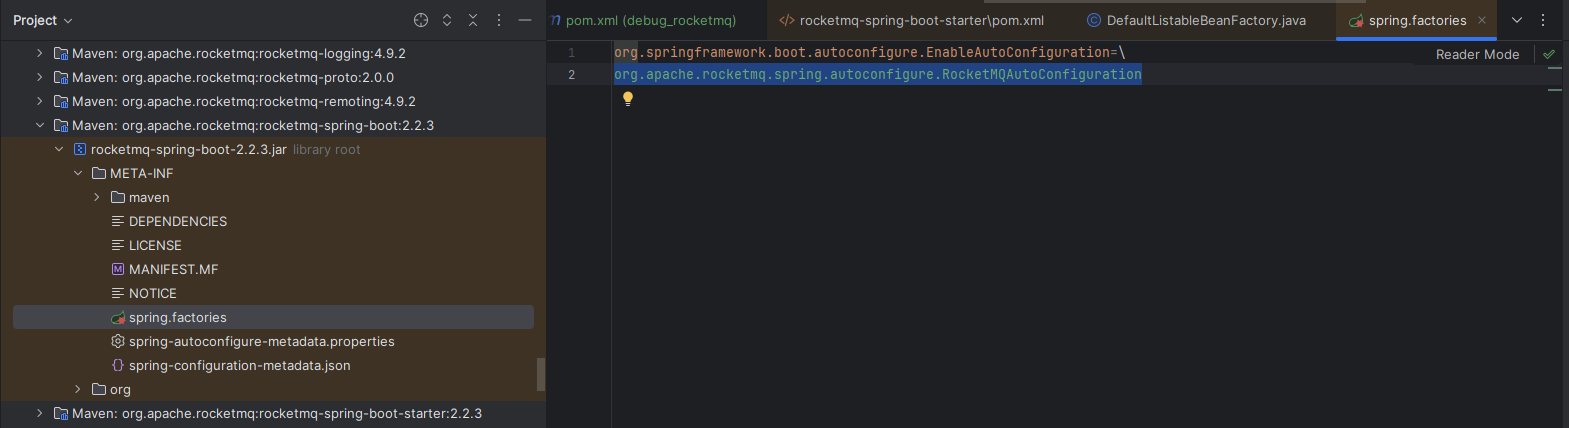 Project
Maven: org.apache.rocketmq:rocketmq-logging:4.9.2
Maven: org.apache.rocketmq:rocketmq-proto:2.0.0
Maven: org.apache.rocketmq:rocketmq-remoting:4.9.2
Maven: org.apache.rocketmq:rocketmq-spring-boot:2.2.3
rocketmq-spring-boot-2.2.3.jar library root
META-INF
maven
DEPENDENCIES
LICENSE
MANIFEST.MF
NOTICE
spring.factories
spring-autoconfigure-metadata.properties
spring-configuration-metadata.json
org
Maven: org.apache.rocketmq:rocketmq-spring-boot-starter:2.2.3
pom.xml (debug_rocketmq) rocketmq-spring-boot-starter\pom.xml DefaultListableBeanFactory.java spring.factories
1 org.springframework.boot.autoconfigure.EnableAutoConfiguration=\
Reader Mode
2 org.apache.rocketmq.spring.autoconfigure.RocketMQAutoConfiguration